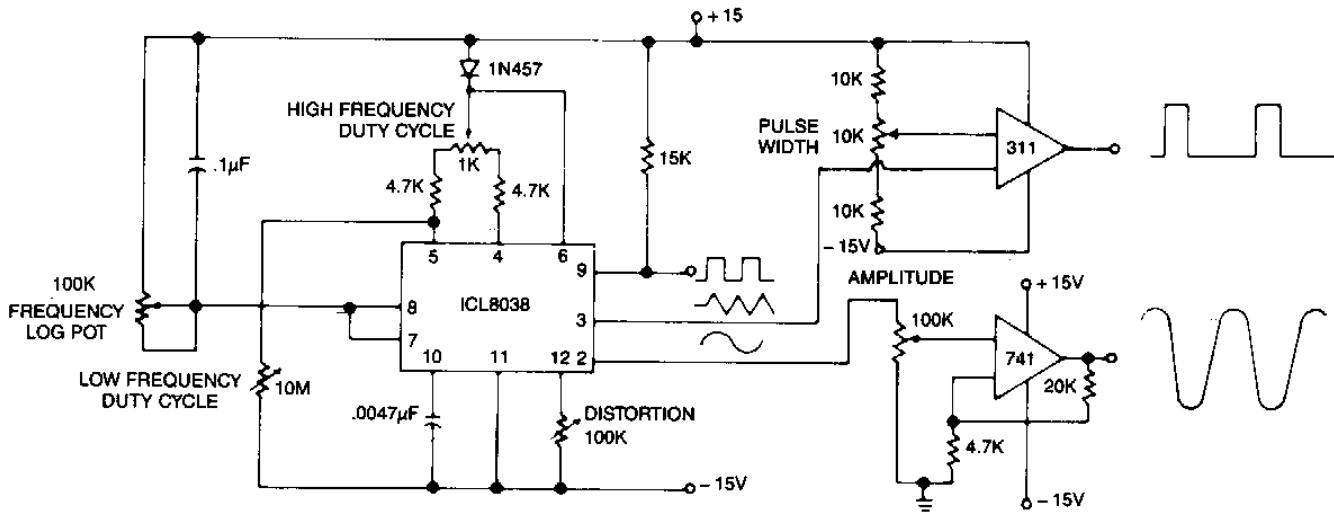 + 15
1N457
HIGH FREQUENCY
DUTY CYCLE
1K
4.7K
4.7K
.1µF
15K
10K
PULSE
WIDTH
10K
10K
- 15V
311
100K
FREQUENCY
LOG POT
5
4
6
9
8
ICL8038
3
7
10
11
12
2
AMPLITUDE
100K
+ 15V
741
20K
4.7K
- 15V
LOW FREQUENCY
DUTY CYCLE
10M
.0047µF
DISTORTION
100K
- 15V